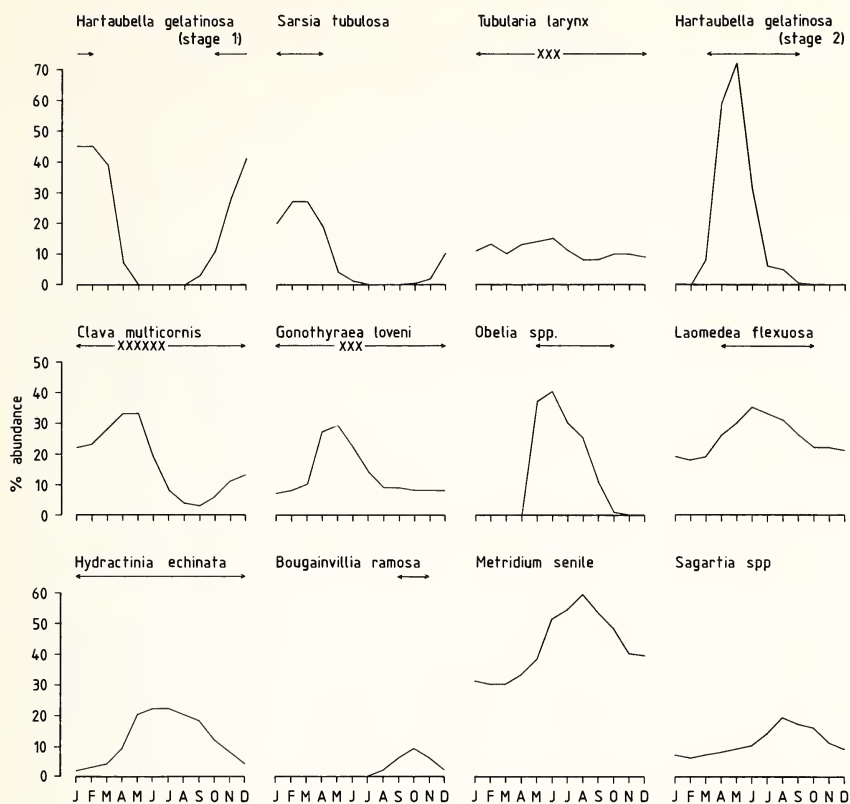 Hartaubella gelatinosa
(stage 1)
Sarsia tubulosa
Tubularia larynx
XXX
Hartaubella gelatinosa
(stage 2)
70
60
50
40
30
20
10
0
Clava multicornis
XXXXXX
Gonothyraea loveni
XXX
Obelia spp.
Laomedea flexuosa
% abundance
50
40
30
20
10
0
Hydractinia echinata
Bougainvillia ramosa
Metridium senile
Sagartia spp
60
50
40
30
20
10
0
J F M A M J J A S O N D
J F M A M J J A S O N D
J F M A M J J A S O N D
J F M A M J J A S O N D